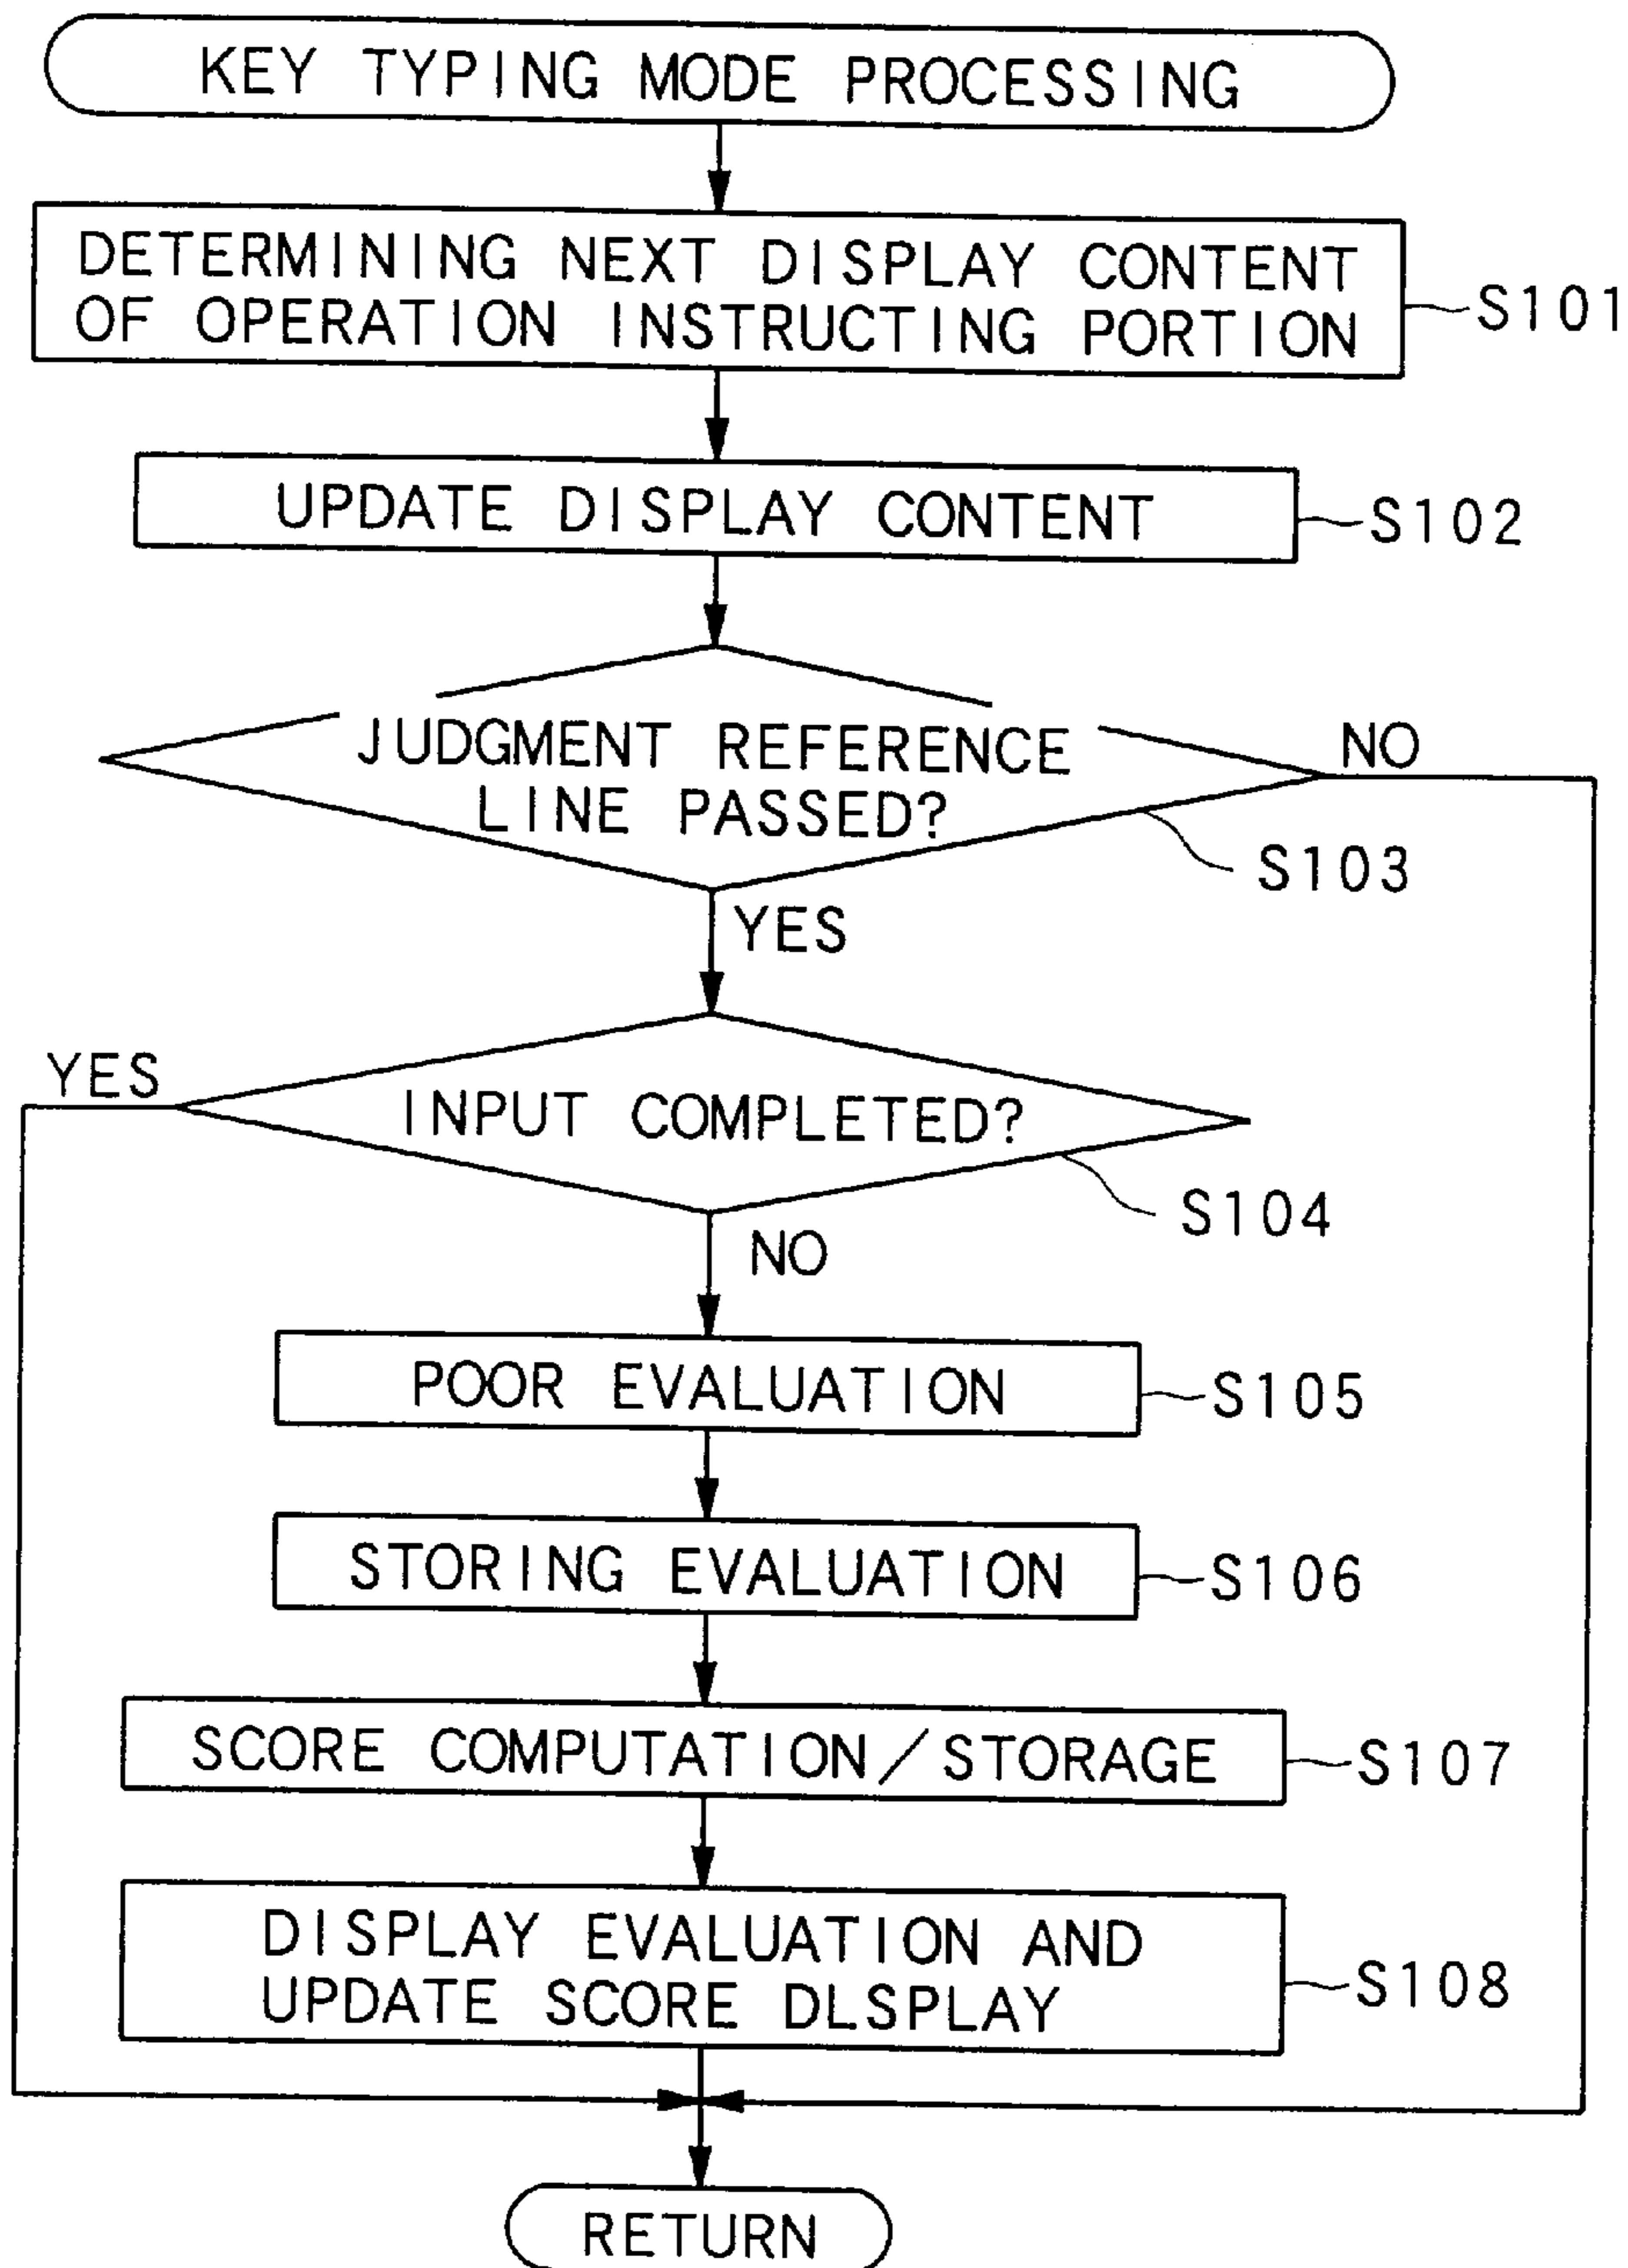 KEY TYPING MODE PROCESSING
DETERMINING NEXT DISPLAY CONTENT
OF OPERATION INSTRUCTING PORTION
S101
UPDATE DISPLAY CONTENT
S102
JUDGMENT REFERENCE
LINE PASSED?
NO
S103
YES
YES
INPUT COMPLETED?
S104
NO
POOR EVALUATION
S105
STORING EVALUATION
S106
SCORE COMPUTATION/STORAGE
S107
DISPLAY EVALUATION AND
UPDATE SCORE DLSPLAY
S108
RETURN